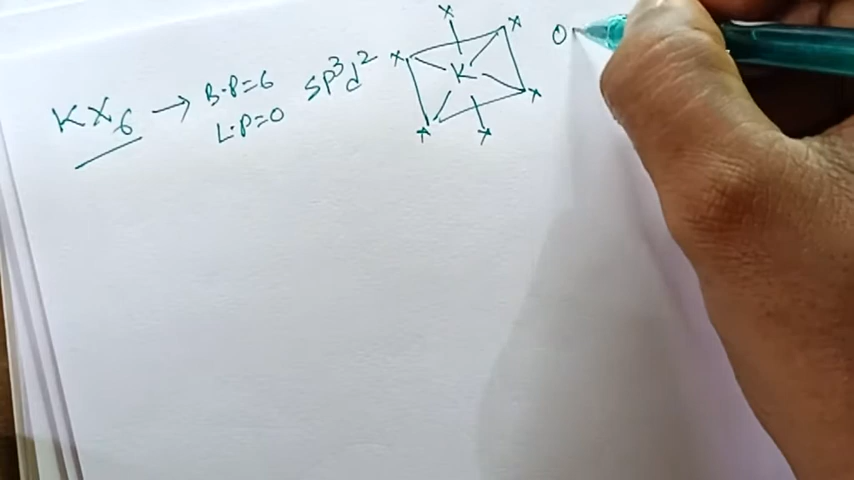 KX6 → B.P=6 sp³d²
L.P=0
X
X X
K
X X
X
O